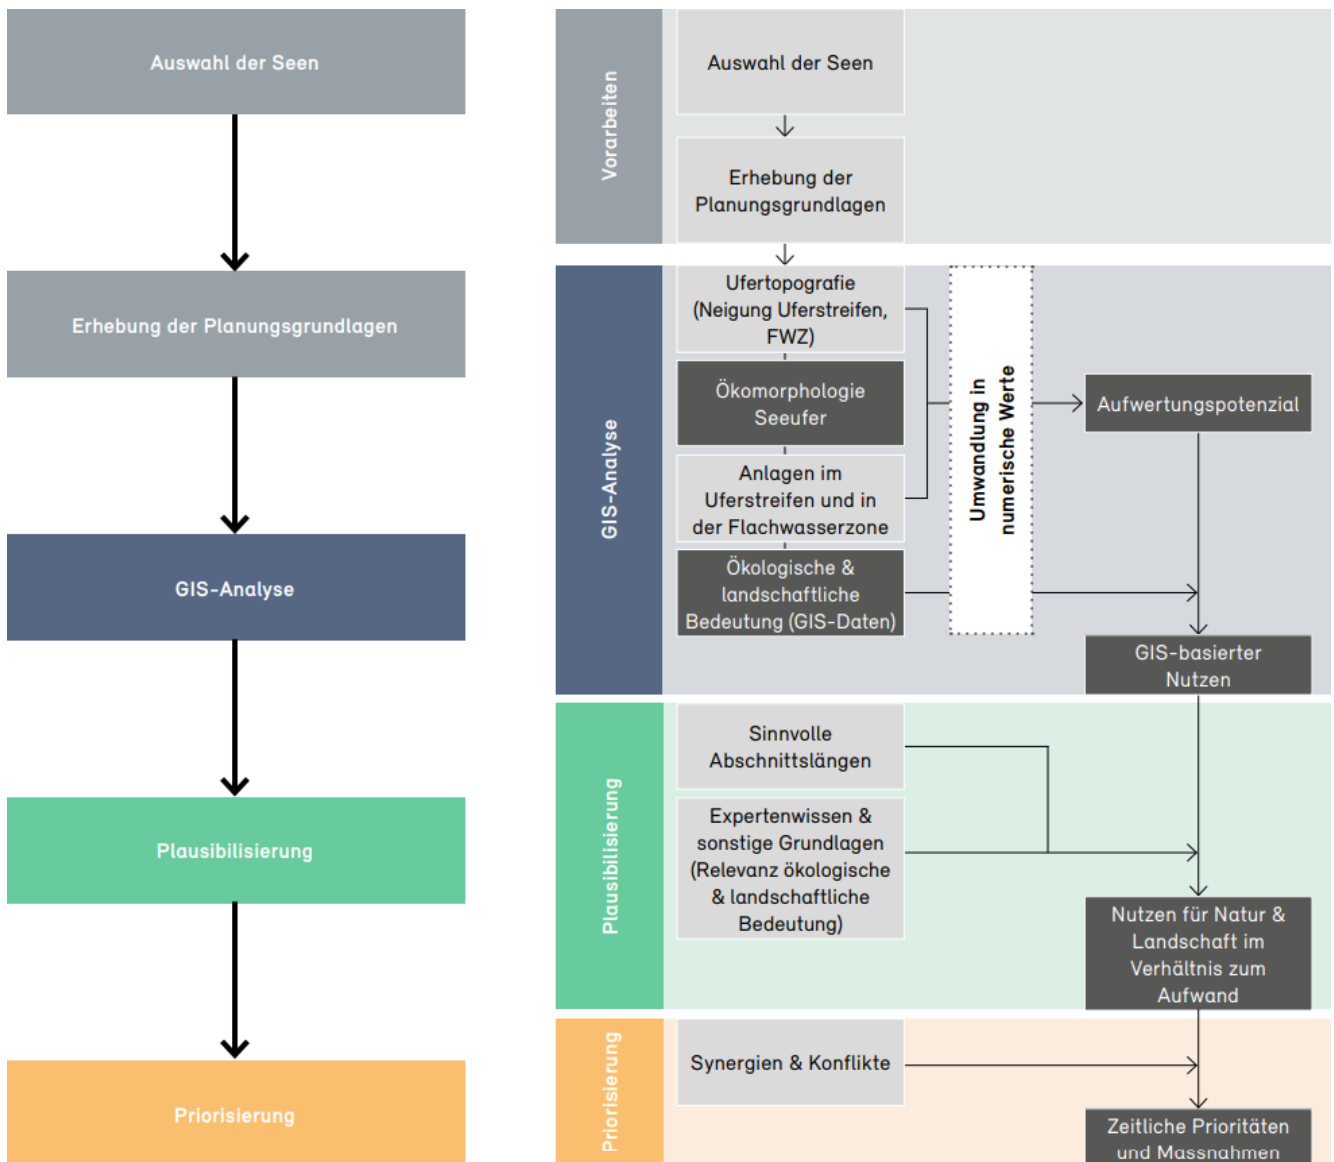 Auswahl der Seen
Erhebung der Planungsgrundlagen
GIS-Analyse
Plausibilisierung
Priorisierung
Vorarbeiten
Auswahl der Seen
Erhebung der
Planungsgrundlagen
GIS-Analyse
Ufertopografie
(Neigung Uferstreifen,
FWZ)
Ökomorphologie
Seeufer
Anlagen im
Uferstreifen und in
der Flachwasserzone
Ökologische &
landschaftliche
Bedeutung (GIS-Daten)
Umwandlung in
numerische Werte
Aufwertungspotenzial
GIS-basierter
Nutzen
Plausibilisierung
Sinnvolle
Abschnittslängen
Expertenwissen &
sonstige Grundlagen
(Relevanz ökologische
& landschaftliche
Bedeutung)
Nutzen für Natur &
Landschaft im
Verhältnis zum
Aufwand
Priorisierung
Synergien & Konflikte
Zeitliche Prioritäten
und Massnahmen